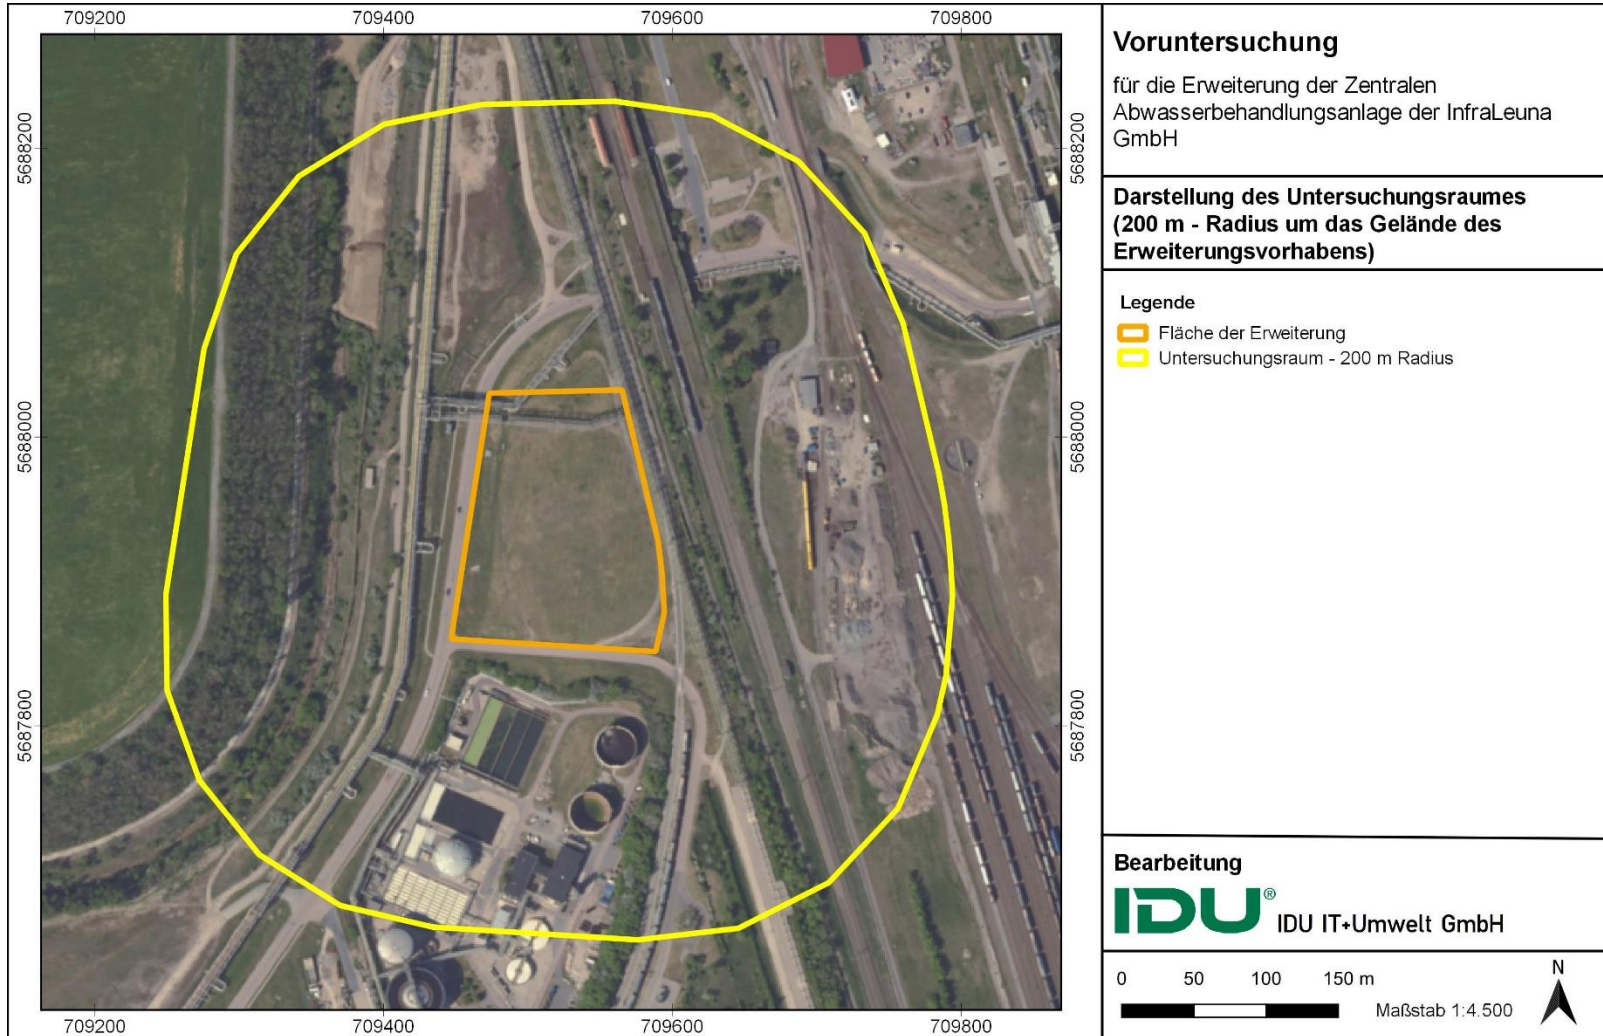 709200 709400 709600 709800
5688200
5688000
5687800
5688200
5688000
5687800
709200 709400 709600 709800
Voruntersuchung
für die Erweiterung der Zentralen
Abwasserbehandlungsanlage der InfraLeuna
GmbH
Darstellung des Untersuchungsraumes
(200 m - Radius um das Gelände des
Erweiterungsvorhabens)
Legende
Fläche der Erweiterung
Untersuchungsraum - 200 m Radius
Bearbeitung
IDU® IDU IT+Umwelt GmbH
0 50 100 150 m
Maßstab 1:4.500
N